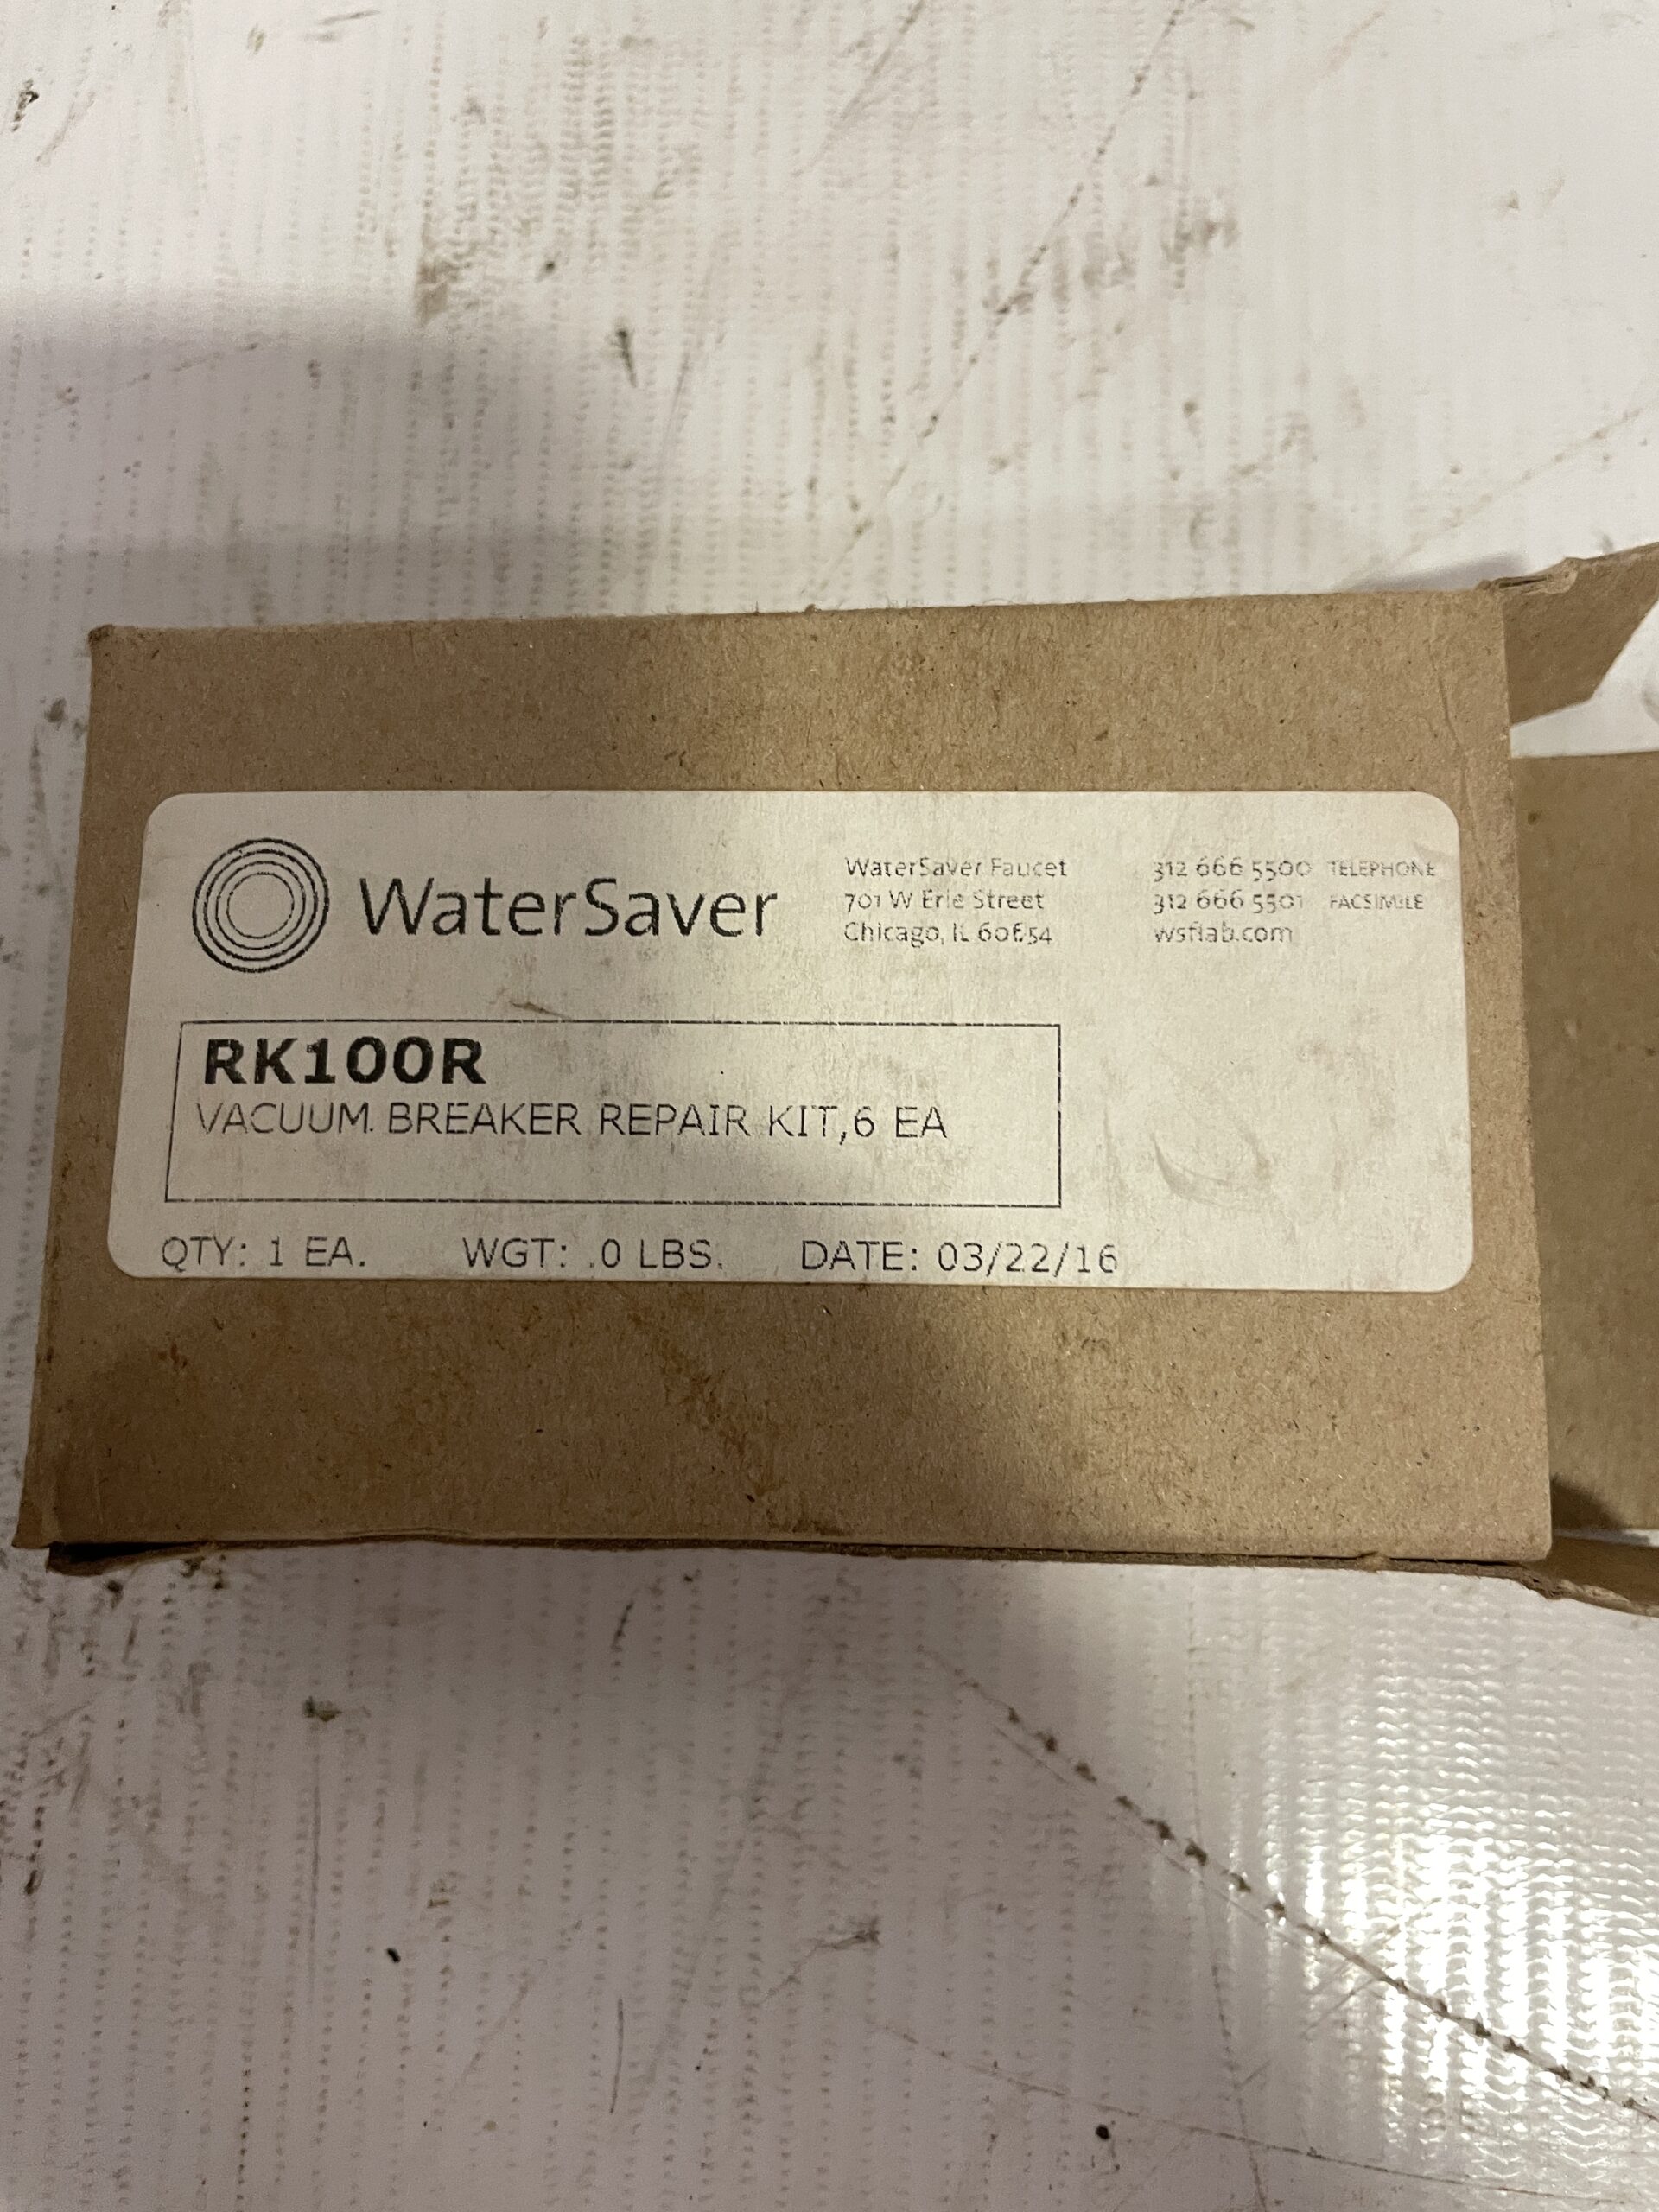 WaterSaver
WaterSaver Faucet
701 W Erie Street
Chicago, IL 60654
312 666 5500 TELEPHONE
312 666 5501 FACSIMILE
wsflab.com
RK100R
VACUUM BREAKER REPAIR KIT,6 EA
QTY: 1 EA. WGT: .0 LBS. DATE: 03/22/16